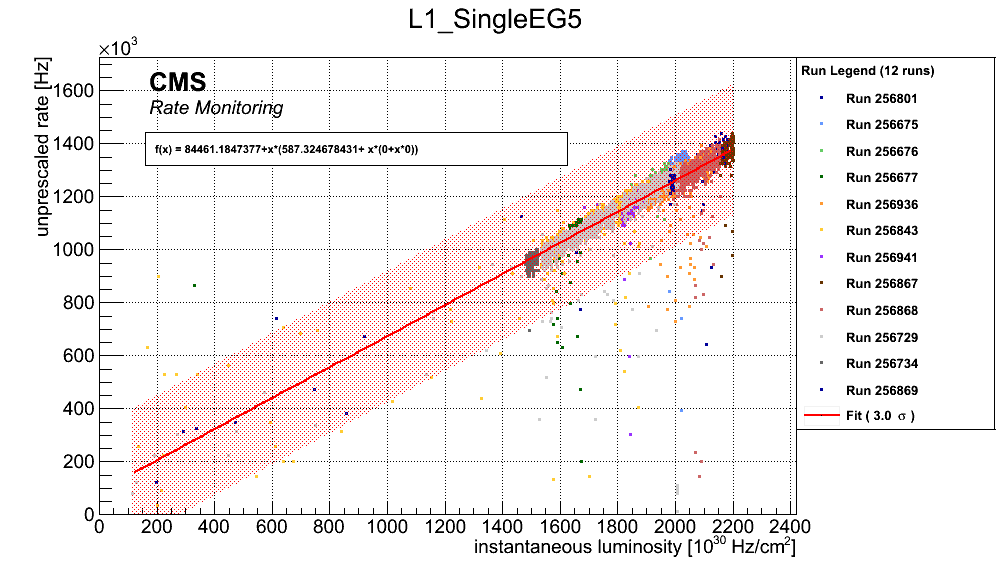 L1_SingleEG5
×10³
unprescaled rate [Hz]
1600
1400
1200
1000
800
600
400
200
0
CMS
Rate Monitoring
f(x) = 84461.1847377+x*(587.324678431+ x*(0+x*0))
0 200 400 600 800 1000 1200 1400 1600 1800 2000 2200 2400
instantaneous luminosity [10³⁰ Hz/cm²]
Run Legend (12 runs)
Run 256801
Run 256675
Run 256676
Run 256677
Run 256936
Run 256843
Run 256941
Run 256867
Run 256868
Run 256729
Run 256734
Run 256869
Fit ( 3.0 σ )